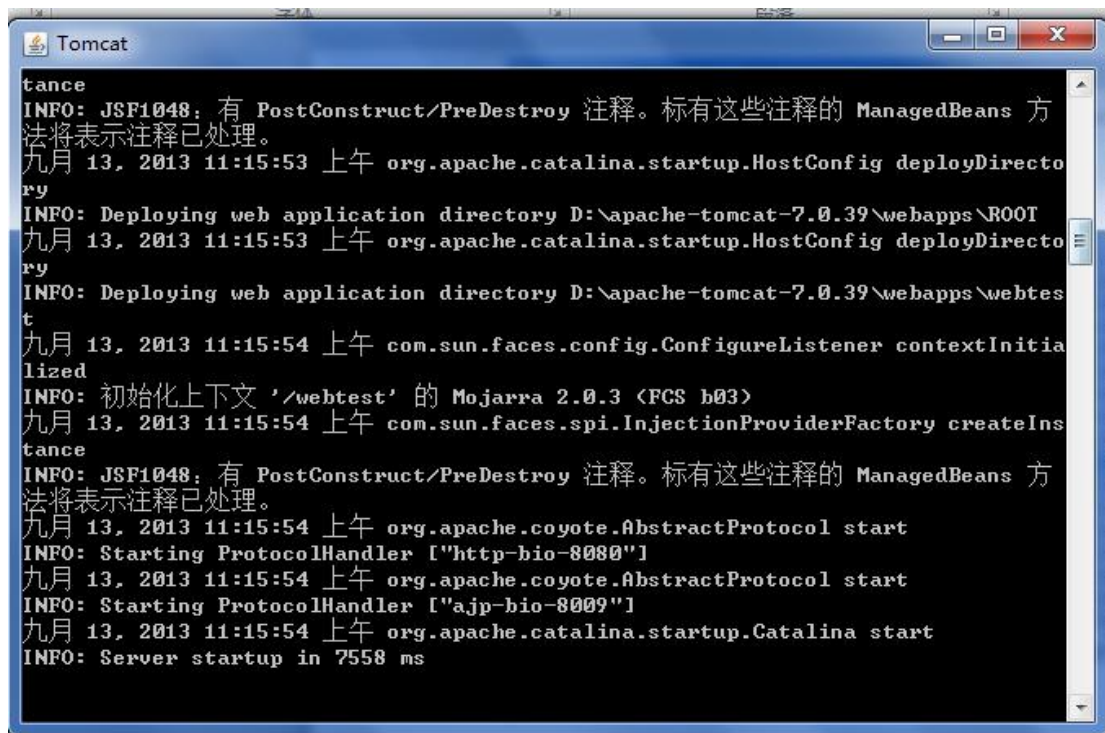 字体
段落
Tomcat
tance
INFO: JSF1048: 有 PostConstruct/PreDestroy 注释。标有这些注释的 ManagedBeans 方
法将表示注释已处理。
九月 13, 2013 11:15:53 上午 org.apache.catalina.startup.HostConfig deployDirecto
ry
INFO: Deploying web application directory D:\apache-tomcat-7.0.39\webapps\ROOT
九月 13, 2013 11:15:53 上午 org.apache.catalina.startup.HostConfig deployDirecto
ry
INFO: Deploying web application directory D:\apache-tomcat-7.0.39\webapps\webtes
t
九月 13, 2013 11:15:54 上午 com.sun.faces.config.ConfigureListener contextInitia
lized
INFO: 初始化上下文 '/webtest' 的 Mojarra 2.0.3 (FCS b03)
九月 13, 2013 11:15:54 上午 com.sun.faces.spi.InjectionProviderFactory createIns
tance
INFO: JSF1048: 有 PostConstruct/PreDestroy 注释。标有这些注释的 ManagedBeans 方
法将表示注释已处理。
九月 13, 2013 11:15:54 上午 org.apache.coyote.AbstractProtocol start
INFO: Starting ProtocolHandler ["http-bio-8080"]
九月 13, 2013 11:15:54 上午 org.apache.coyote.AbstractProtocol start
INFO: Starting ProtocolHandler ["ajp-bio-8009"]
九月 13, 2013 11:15:54 上午 org.apache.catalina.startup.Catalina start
INFO: Server startup in 7558 ms